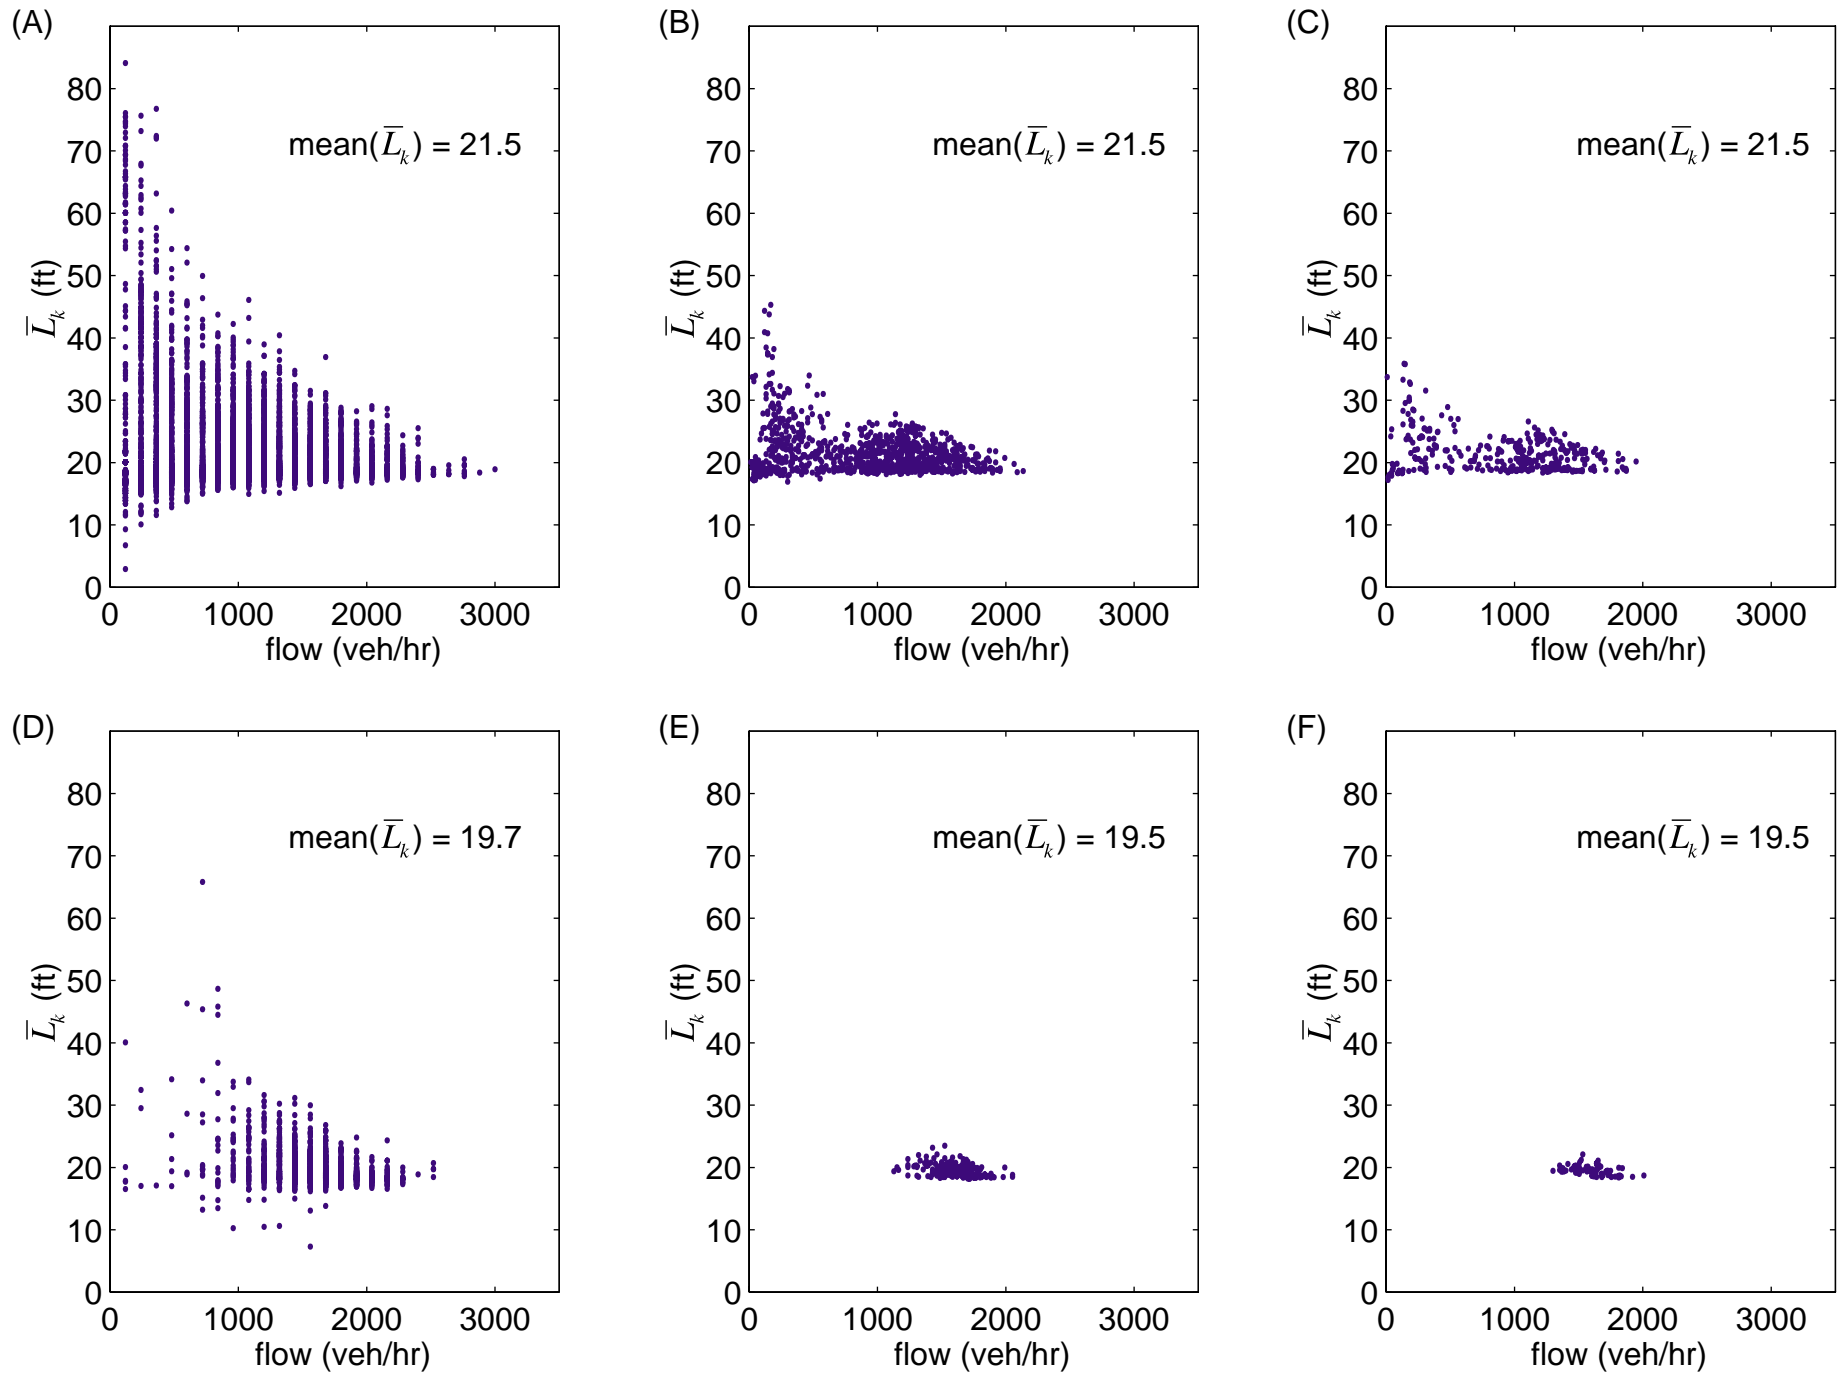 (A)
80
70
60
50
40
30
20
10
0
0 1000 2000 3000
flow (veh/hr)
L̅ₖ (ft)
mean(L̅ₖ) = 21.5
(B)
80
70
60
50
40
30
20
10
0
0 1000 2000 3000
flow (veh/hr)
L̅ₖ (ft)
mean(L̅ₖ) = 21.5
(C)
80
70
60
50
40
30
20
10
0
0 1000 2000 3000
flow (veh/hr)
L̅ₖ (ft)
mean(L̅ₖ) = 21.5
(D)
80
70
60
50
40
30
20
10
0
0 1000 2000 3000
flow (veh/hr)
L̅ₖ (ft)
mean(L̅ₖ) = 19.7
(E)
80
70
60
50
40
30
20
10
0
0 1000 2000 3000
flow (veh/hr)
L̅ₖ (ft)
mean(L̅ₖ) = 19.5
(F)
80
70
60
50
40
30
20
10
0
0 1000 2000 3000
flow (veh/hr)
L̅ₖ (ft)
mean(L̅ₖ) = 19.5